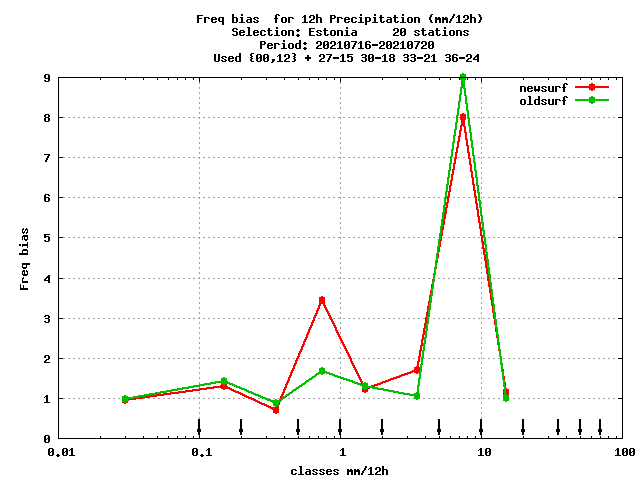 Freq bias  for 12h Precipitation (mm/12h)
Selection: Estonia     20 stations
Period: 20210716-20210720
Used {00,12} + 27-15 30-18 33-21 36-24
newsurf
oldsurf
Freq bias
9
8
7
6
5
4
3
2
1
0
0.01
0.1
1
10
100
classes mm/12h